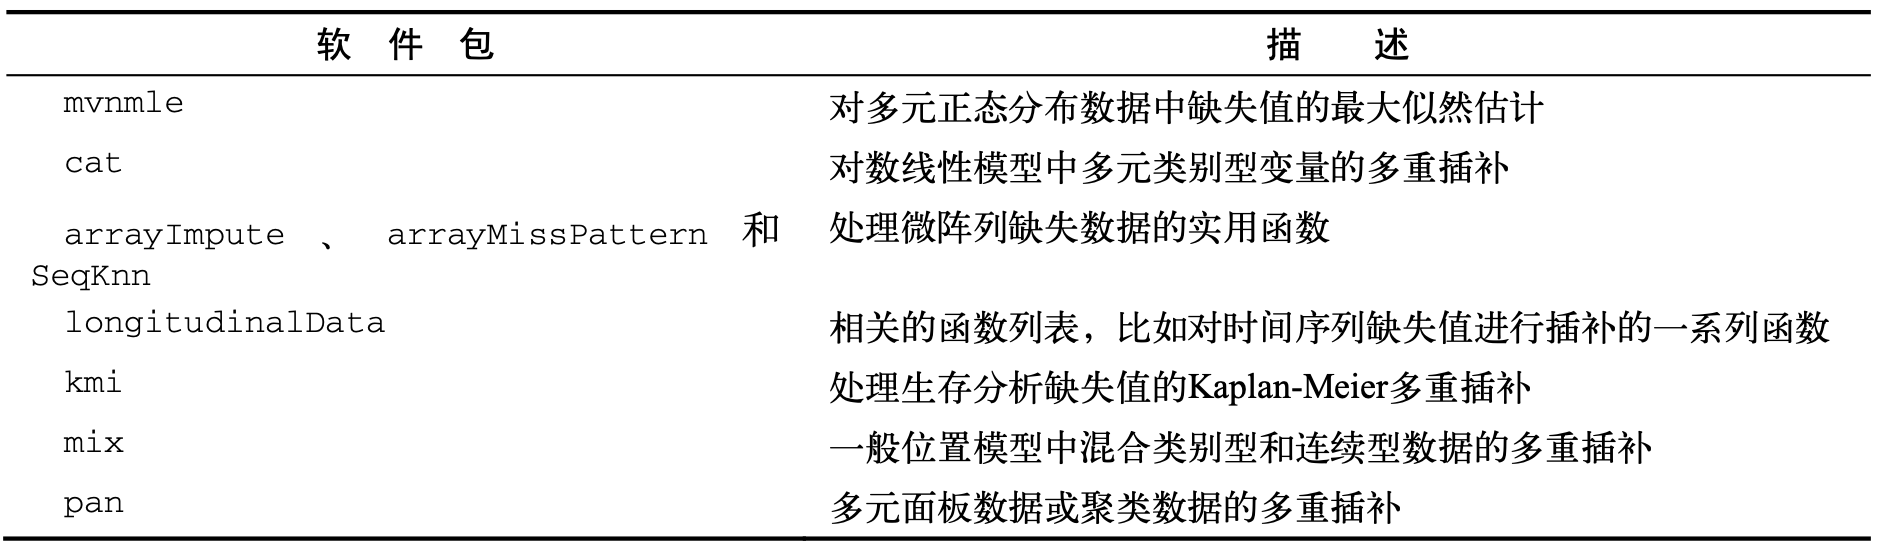 软 件 包 描 述
mvnmle 对多元正态分布数据中缺失值的最大似然估计
cat 对数线性模型中多元类别型变量的多重插补
arrayImpute 、 arrayMissPattern 和 处理微阵列缺失数据的实用函数
SeqKnn
longitudinalData 相关的函数列表，比如对时间序列缺失值进行插补的一系列函数
kmi 处理生存分析缺失值的Kaplan-Meier多重插补
mix 一般位置模型中混合类别型和连续型数据的多重插补
pan 多元面板数据或聚类数据的多重插补